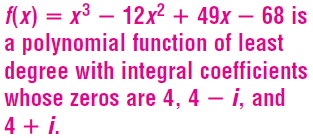 f(x) = x³ − 12x² + 49x − 68 is
a polynomial function of least
degree with integral coefficients
whose zeros are 4, 4 − i, and
4 + i.